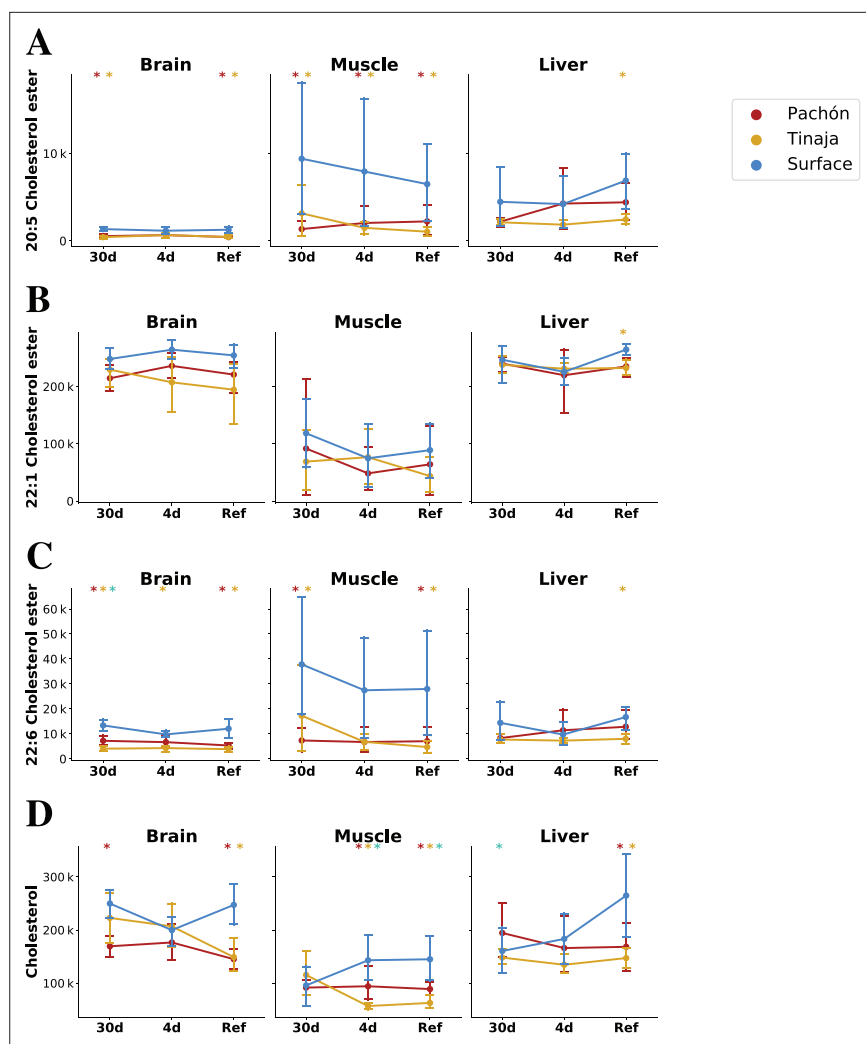 A
Brain Muscle Liver
* * * * * * * * * * *
20:5 Cholesterol ester
10 k
0
30d 4d Ref 30d 4d Ref 30d 4d Ref
Pachón
Tinaja
Surface
B
Brain Muscle Liver
*
22:1 Cholesterol ester
200 k
100 k
0
30d 4d Ref 30d 4d Ref 30d 4d Ref
C
Brain Muscle Liver
* * * * * * * * * * *
22:6 Cholesterol ester
60 k
50 k
40 k
30 k
20 k
10 k
0
30d 4d Ref 30d 4d Ref 30d 4d Ref
D
Brain Muscle Liver
* * * * * * * * * * * *
Cholesterol
300 k
200 k
100 k
30d 4d Ref 30d 4d Ref 30d 4d Ref